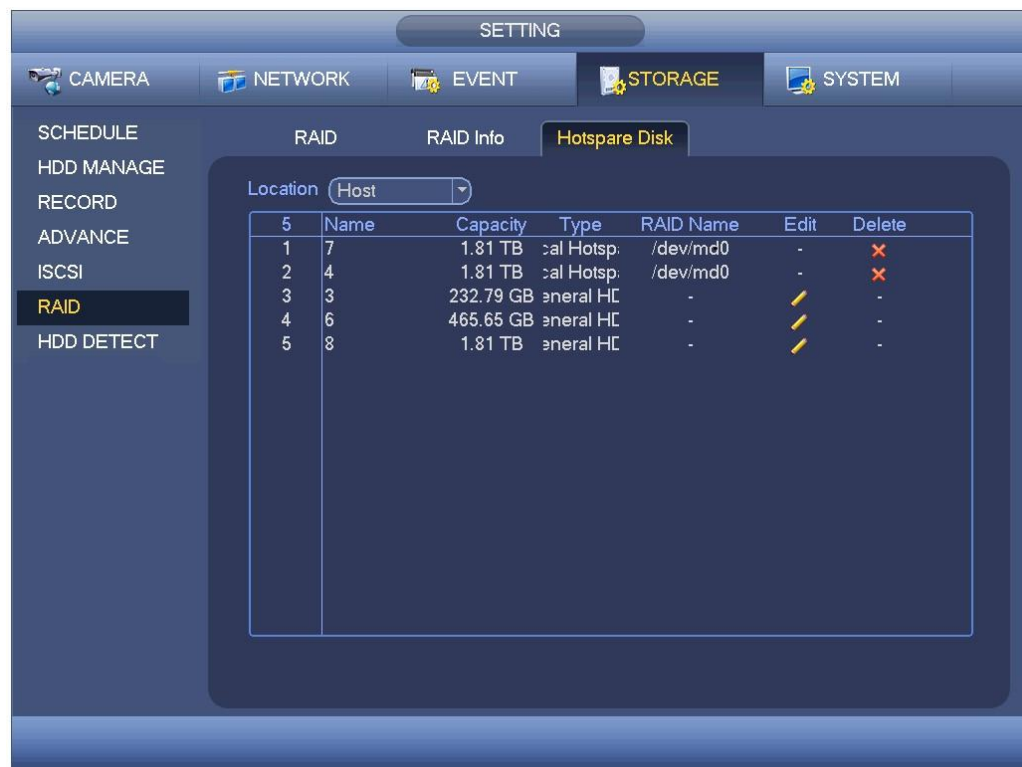 SETTING
CAMERA NETWORK EVENT STORAGE SYSTEM
SCHEDULE
HDD MANAGE
RECORD
ADVANCE
ISCSI
RAID
HDD DETECT
RAID RAID Info Hotspare Disk
Location Host
5 Name Capacity Type RAID Name Edit Delete
1 7 1.81 TB cal Hotsp /dev/md0 -
2 4 1.81 TB cal Hotsp /dev/md0 -
3 3 232.79 GB eneral HD - -
4 6 465.65 GB eneral HD - -
5 8 1.81 TB eneral HD - -